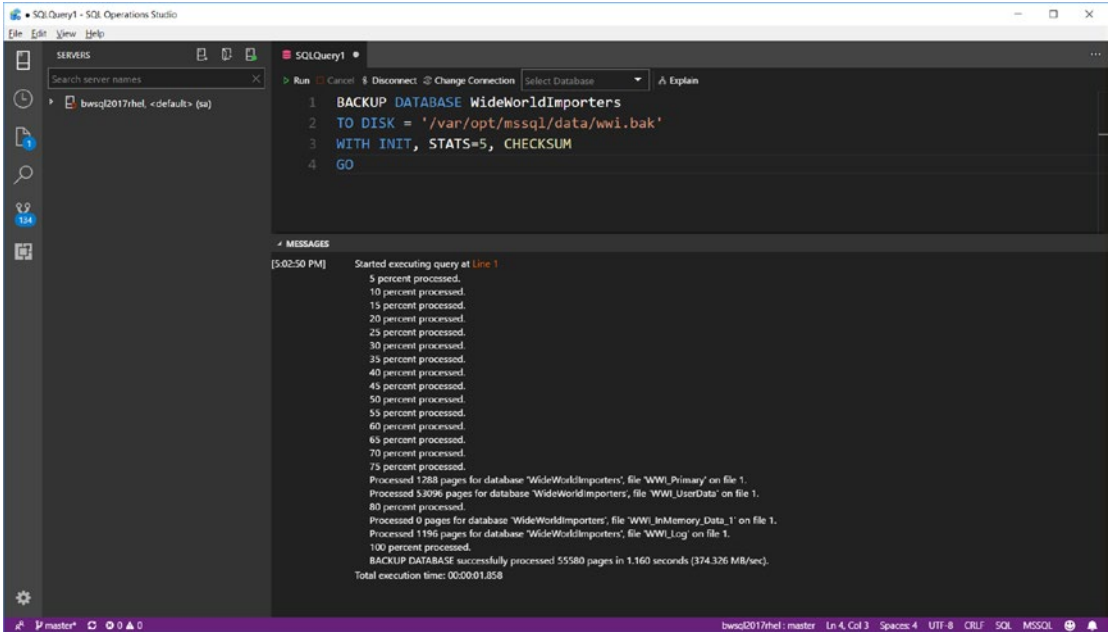 • SQLQuery1 - SQL Operations Studio
File Edit View Help
SERVERS
Search server names
bwsql2017rhel, <default> (sa)
1
134
SQLQuery1
Run Cancel Disconnect Change Connection Select Database Explain
1 BACKUP DATABASE WideWorldImporters
2 TO DISK = '/var/opt/mssql/data/wwi.bak'
3 WITH INIT, STATS=5, CHECKSUM
4 GO
MESSAGES
[5:02:50 PM] Started executing query at Line 1
5 percent processed.
10 percent processed.
15 percent processed.
20 percent processed.
25 percent processed.
30 percent processed.
35 percent processed.
40 percent processed.
45 percent processed.
50 percent processed.
55 percent processed.
60 percent processed.
65 percent processed.
70 percent processed.
75 percent processed.
Processed 1288 pages for database 'WideWorldImporters', file 'WWI_Primary' on file 1.
Processed 53096 pages for database 'WideWorldImporters', file 'WWI_UserData' on file 1.
80 percent processed.
Processed 0 pages for database 'WideWorldImporters', file 'WWI_InMemory_Data_1' on file 1.
Processed 1196 pages for database 'WideWorldImporters', file 'WWI_Log' on file 1.
100 percent processed.
BACKUP DATABASE successfully processed 55580 pages in 1.160 seconds (374.326 MB/sec).
Total execution time: 00:00:01.858
master* 0 0 bwsql2017rhel : master Ln 4, Col 3 Spaces: 4 UTF-8 CRLF SQL MSSQL